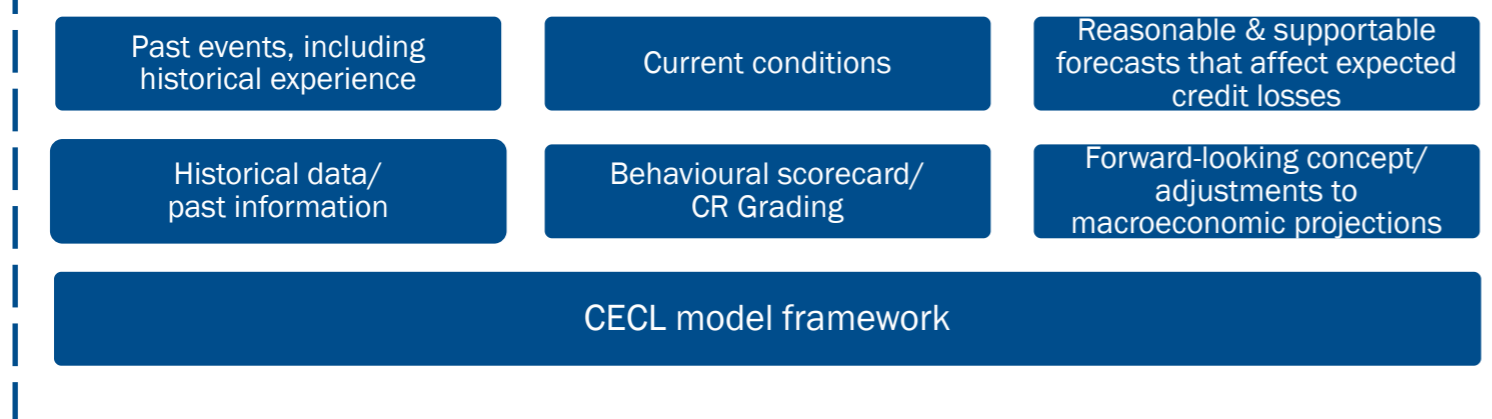 Past events, including
historical experience
Current conditions
Reasonable & supportable
forecasts that affect expected
credit losses
Historical data/
past information
Behavioural scorecard/
CR Grading
Forward-looking concept/
adjustments to
macroeconomic projections
CECL model framework